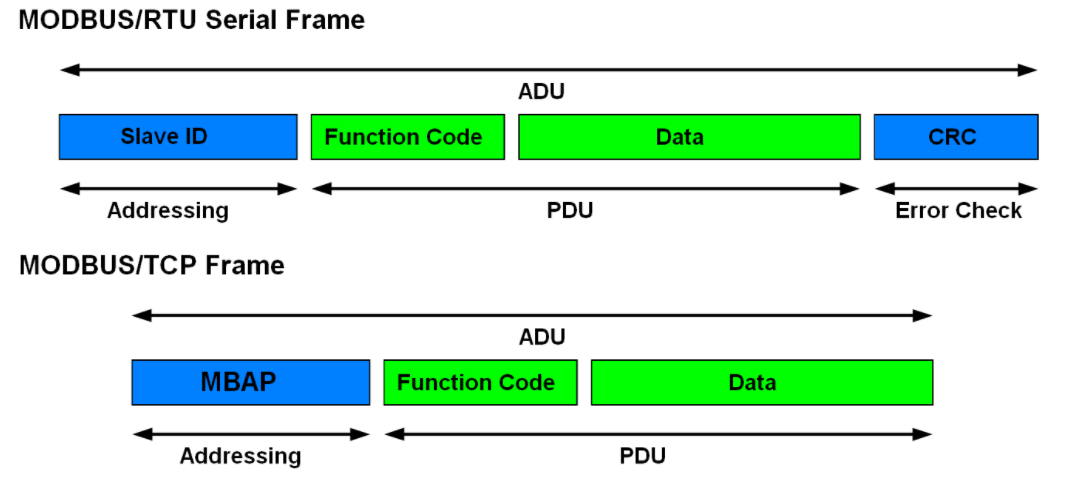 MODBUS/RTU Serial Frame
ADU
Slave ID Function Code Data CRC
Addressing PDU Error Check
MODBUS/TCP Frame
ADU
MBAP Function Code Data
Addressing PDU